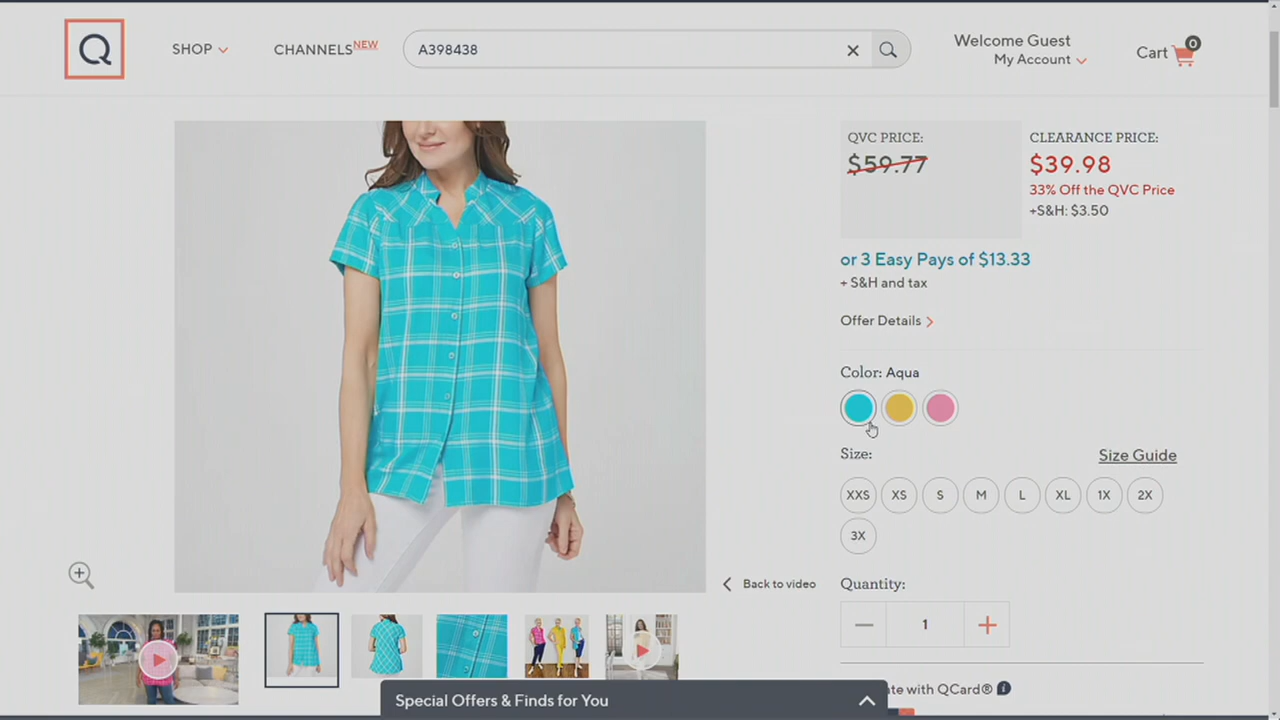 Q
SHOP
CHANNELS NEW
A398438
Welcome Guest
My Account
Cart
0
QVC PRICE:
$59.77
CLEARANCE PRICE:
$39.98
33% Off the QVC Price
+S&H: $3.50
or 3 Easy Pays of $13.33
+ S&H and tax
Offer Details
Color: Aqua
Size:
Size Guide
XXS XS S M L XL 1X 2X
3X
Back to video
Quantity:
1
Special Offers & Finds for You
te with QCard®